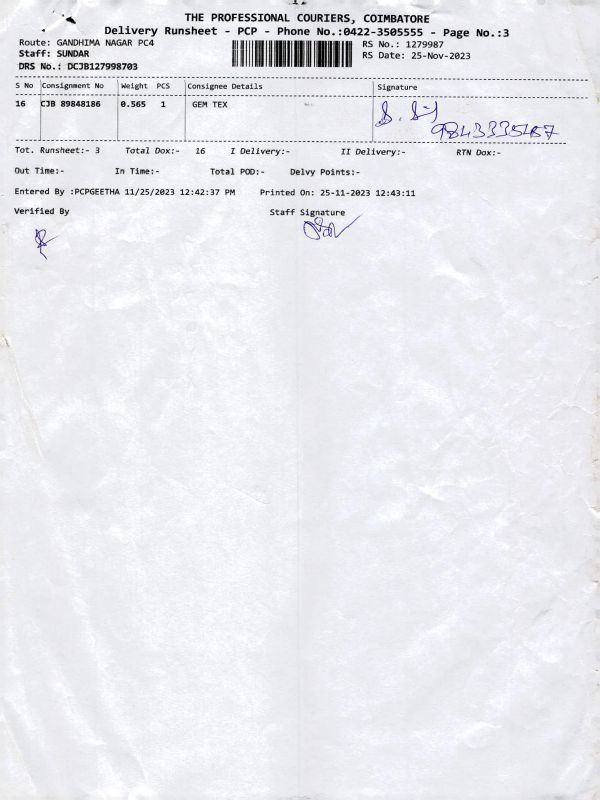 THE PROFESSIONAL COURIERS, COIMBATORE
Delivery Runsheet - PCP - Phone No.:0422-3505555 - Page No.:3
Route: GANDHIMA NAGAR PC4
RS No.: 1279987
Staff: SUNDAR
RS Date: 25-Nov-2023
DRS No.: DCJB127998703
S No Consignment No Weight PCS Consignee Details Signature
16 CJB 89848186 0.565 1 GEM TEX
Tot. Runsheet:- 3 Total Dox:- 16 I Delivery:- II Delivery:- RTN Dox:-
Out Time:- In Time:- Total POD:- Delvy Points:-
Entered By :PCPGEETHA 11/25/2023 12:42:37 PM Printed On: 25-11-2023 12:43:11
Verified By Staff Signature